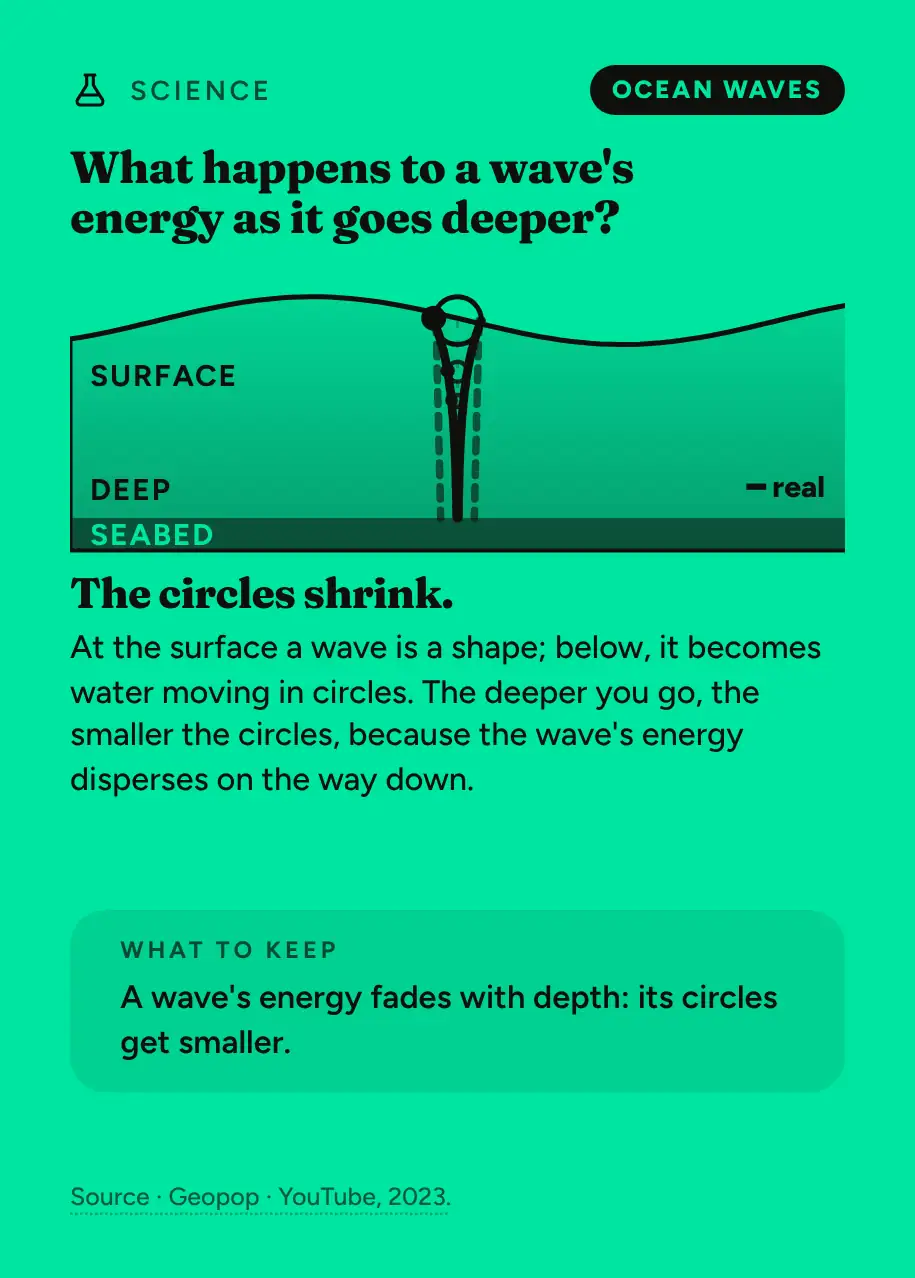 SCIENCE
OCEAN WAVES
What happens to a wave's
energy as it goes deeper?
SURFACE
DEEP
real
SEABED
The circles shrink.
At the surface a wave is a shape; below, it becomes
water moving in circles. The deeper you go, the
smaller the circles, because the wave's energy
disperses on the way down.
WHAT TO KEEP
A wave's energy fades with depth: its circles
get smaller.
Source · Geopop · YouTube, 2023.